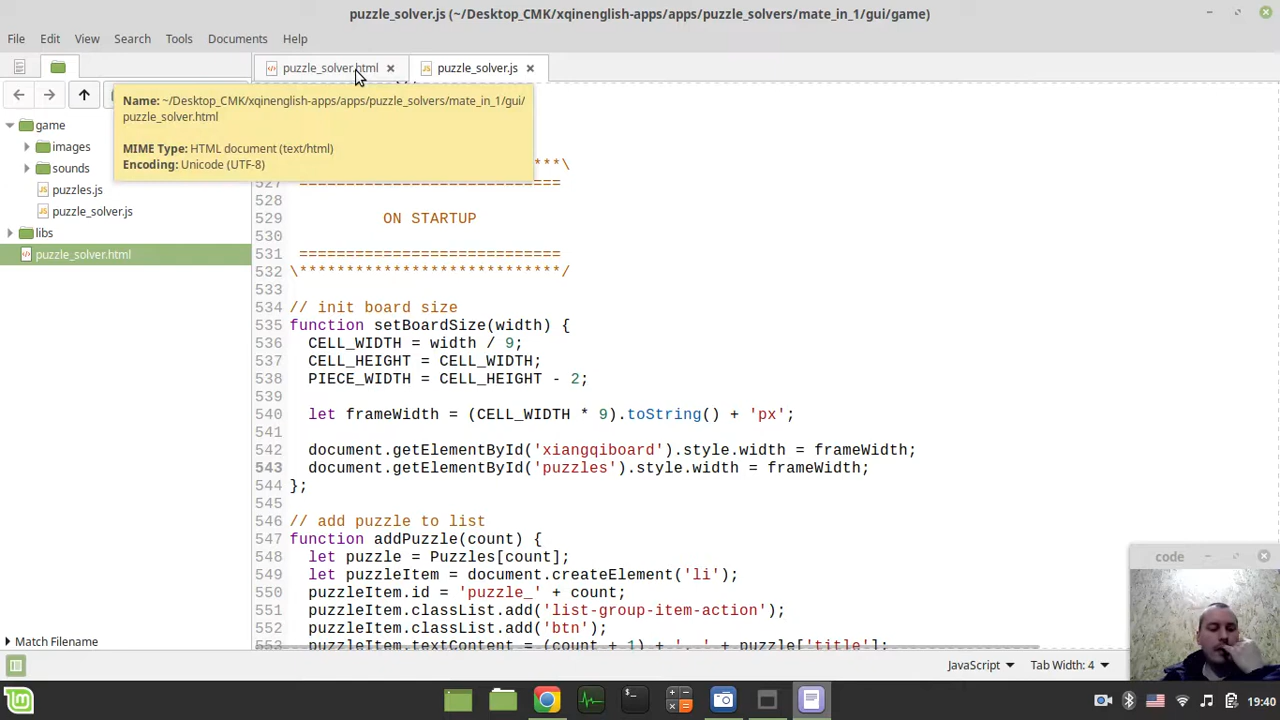 puzzle_solver.js (~/Desktop_CMK/xqinenglish-apps/apps/puzzle_solvers/mate_in_1/gui/game)
File Edit View Search Tools Documents Help
puzzle_solver.html
puzzle_solver.js
Name: ~/Desktop_CMK/xqinenglish-apps/apps/puzzle_solvers/mate_in_1/gui/
puzzle_solver.html
MIME Type: HTML document (text/html)
Encoding: Unicode (UTF-8)
game
images
sounds
puzzles.js
puzzle_solver.js
libs
puzzle_solver.html
***\
527 ============================
528
529 ON STARTUP
530
531 ============================
532 \****************************/
533
534 // init board size
535 function setBoardSize(width) {
536 CELL_WIDTH = width / 9;
537 CELL_HEIGHT = CELL_WIDTH;
538 PIECE_WIDTH = CELL_HEIGHT - 2;
539
540 let frameWidth = (CELL_WIDTH * 9).toString() + 'px';
541
542 document.getElementById('xiangqiboard').style.width = frameWidth;
543 document.getElementById('puzzles').style.width = frameWidth;
544 };
545
546 // add puzzle to list
547 function addPuzzle(count) {
548 let puzzle = Puzzles[count];
549 let puzzleItem = document.createElement('li');
550 puzzleItem.id = 'puzzle_' + count;
551 puzzleItem.classList.add('list-group-item-action');
552 puzzleItem.classList.add('btn');
553 puzzleItem.textContent = (count + 1) + '. ' + puzzle['title'];
Match Filename
JavaScript
Tab Width: 4
code
19:40